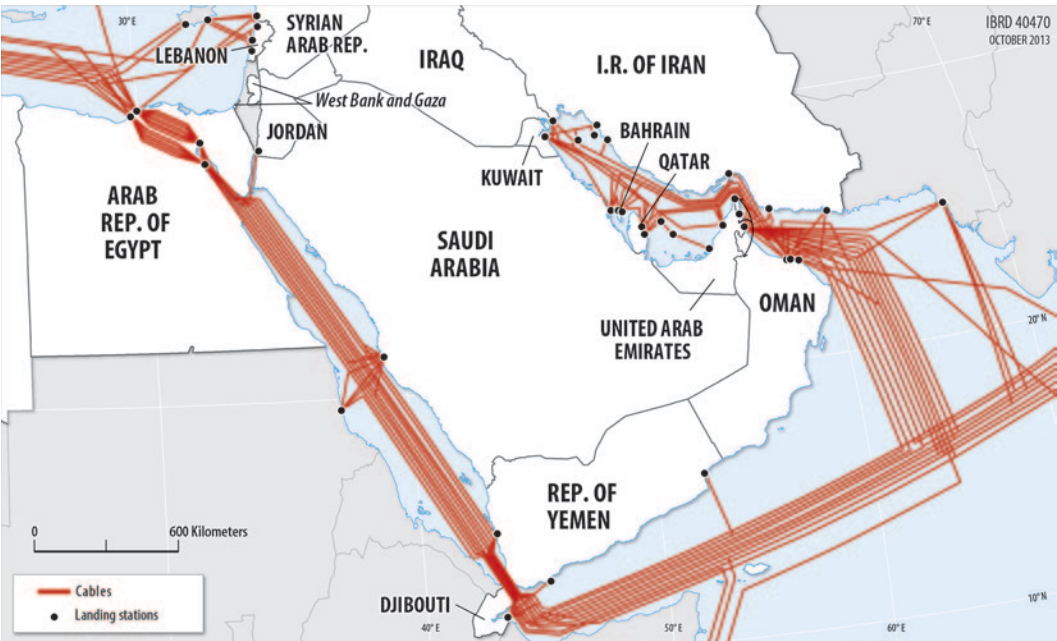 30° E
70° E
IBRD 40470
OCTOBER 2013
SYRIAN
ARAB REP.
LEBANON
IRAQ
I.R. OF IRAN
West Bank and Gaza
JORDAN
BAHRAIN
KUWAIT
QATAR
ARAB
REP. OF
EGYPT
SAUDI
ARABIA
OMAN
UNITED ARAB
EMIRATES
20° N
REP. OF
YEMEN
0
600 Kilometers
Cables
Landing stations
DJIBOUTI
40° E
50° E
60° E
10° N